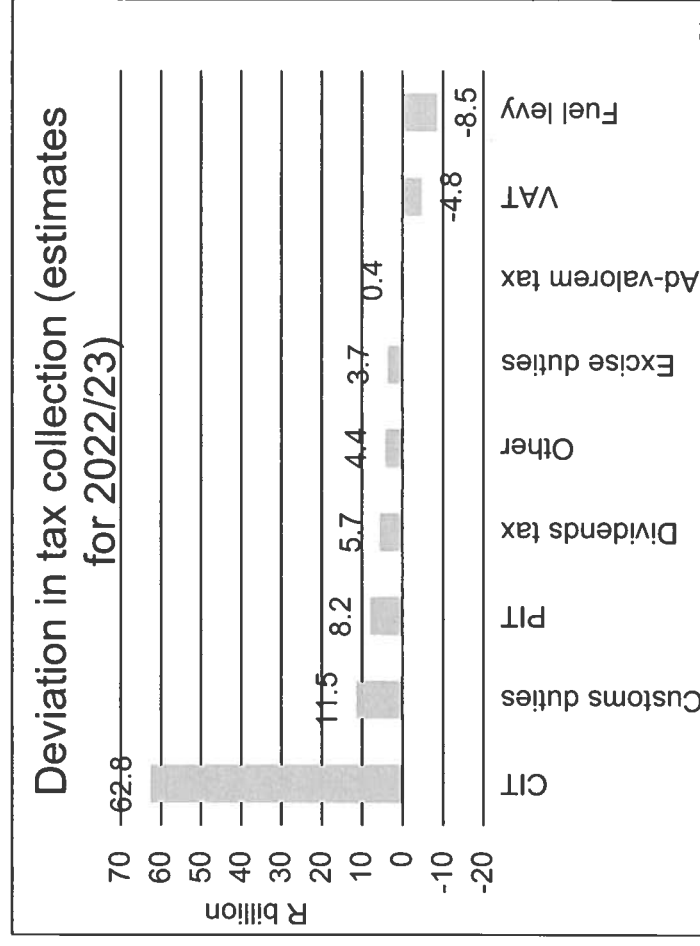 Deviation in tax collection (estimates
for 2022/23)
R billion
70
60
50
40
30
20
10
0
-10
-20
62.8
11.5
8.2
5.7
4.4
3.7
0.4
-4.8
-8.5
CIT
Customs duties
PIT
Dividends tax
Other
Excise duties
Ad-valorem tax
VAT
Fuel levy